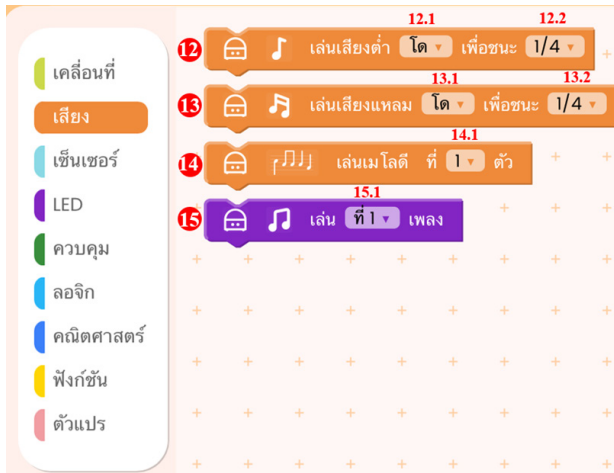 เคลื่อนที่
เสียง
เซ็นเซอร์
LED
ควบคุม
ลอจิก
คณิตศาสตร์
ฟังก์ชัน
ตัวแปร
12.1 12.2
12 เล่นเสียงต่ำ โด เพื่อชนะ 1/4
13.1 13.2
13 เล่นเสียงแหลม โด เพื่อชนะ 1/4
14.1
14 เล่นเมโลดี ที่ 1 ตัว
15.1
15 เล่น ที่ 1 เพลง